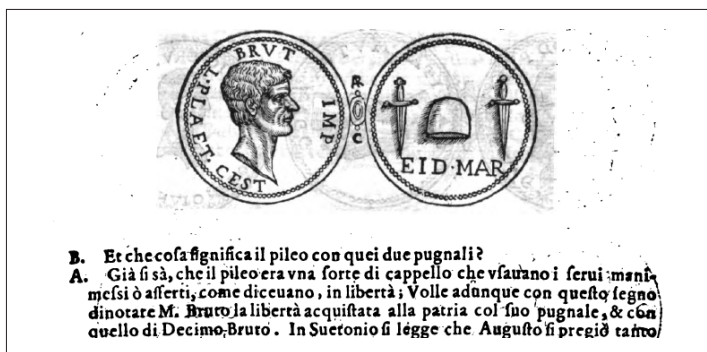 BRVT IMP
L·PLAET·CEST
R
C
EID·MAR
B. Et che coſa ſignifica il pileo con quei due pugnali?
A. Già ſi sà, che il pileo era vna ſorte di cappello che vſauano i ſerui mani-
meſsi ò aſſerti, come diceuano, in libertà; Volle adunque con queſto ſegno
dinotare M. Bruto la libertà acquiſtata alla patria col ſuo pugnale, & con
quello di Decimo Bruto. In Suetonio ſi legge che Auguſto ſi pregiò tanto